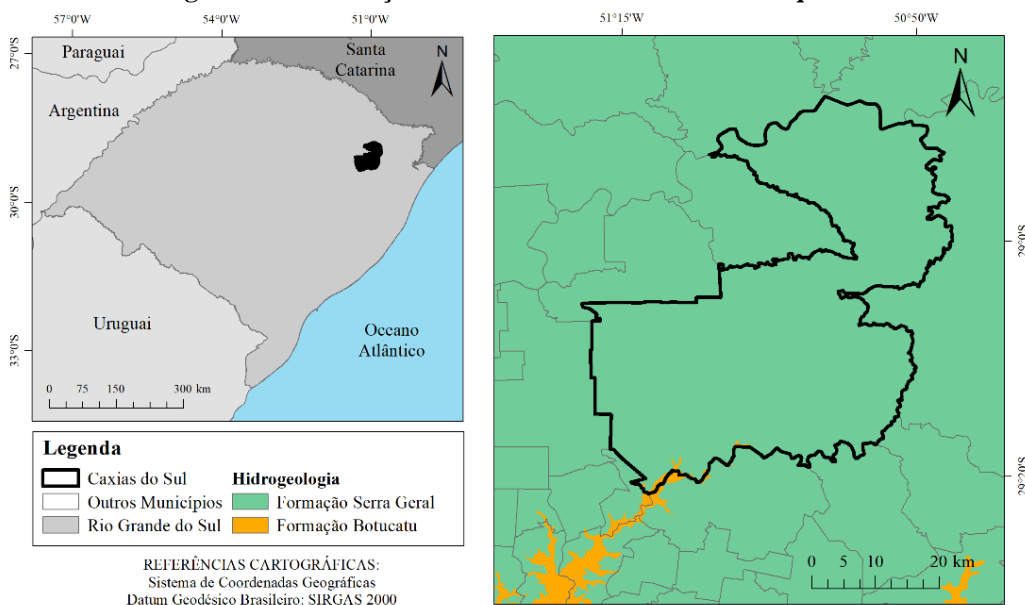 57°0'W 54°0'W 51°0'W
27°0'S
30°0'S
33°0'S
Paraguai
Argentina
Santa
Catarina
N
Uruguai
Oceano
Atlântico
0 75 150 300 km
51°15'W 50°50'W
N
29°0'S
29°20'S
0 5 10 20 km
Legenda
Caxias do Sul
Outros Municípios
Rio Grande do Sul
Hidrogeologia
Formação Serra Geral
Formação Botucatu
REFERÊNCIAS CARTOGRÁFICAS:
Sistema de Coordenadas Geográficas
Datum Geodésico Brasileiro: SIRGAS 2000